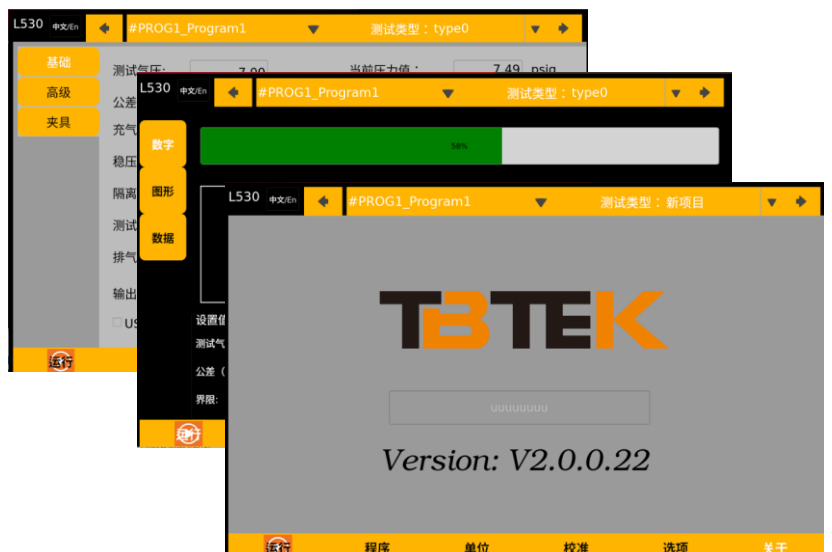 L530 中文/En #PROG1_Program1 测试类型：type0
基础
高级
夹具
测试气压: 7.00 当前压力值： 7.49 psig
公差
充气
稳压
隔离
测试
排气
输出
US
运行
L530 中文/En #PROG1_Program1 测试类型：type0
数字
图形
数据
58%
设置值
测试气
公差（
界限:
运行
L530 中文/En #PROG1_Program1 测试类型：新项目
TBTEK
uuuuuuuu
Version: V2.0.0.22
运行 程序 单位 校准 选项 关于